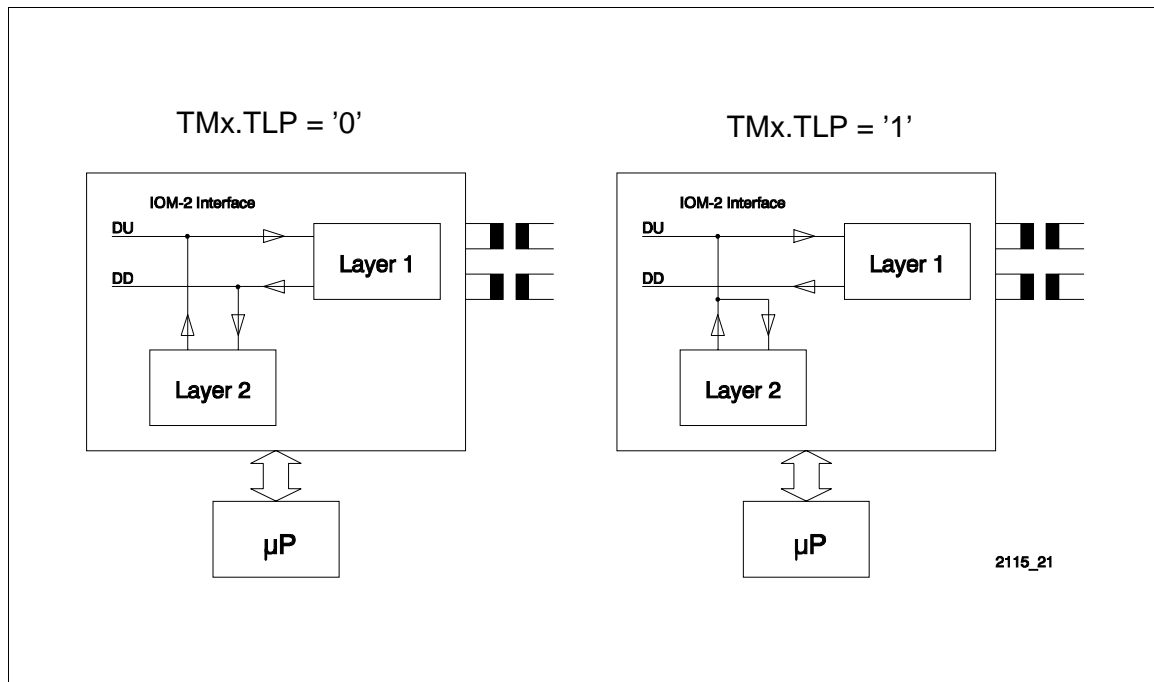 TMx.TLP = ’0’
IOM-2 Interface
DU
DD
Layer 1
Layer 2
µP
TMx.TLP = ’1’
IOM-2 Interface
DU
DD
Layer 1
Layer 2
µP
2115_21